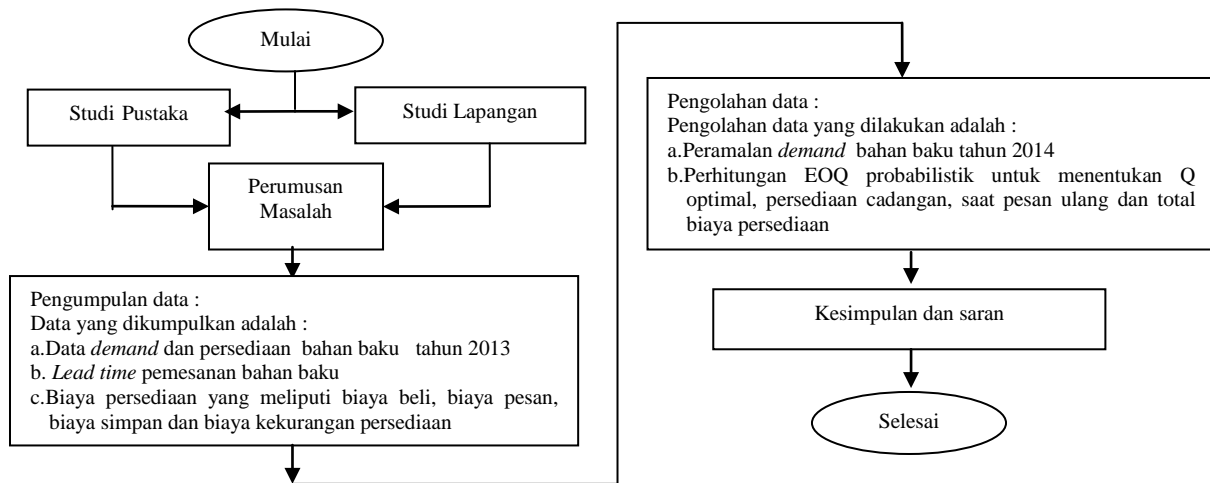 Mulai
Studi Pustaka
Studi Lapangan
Perumusan
Masalah
Pengumpulan data :
Data yang dikumpulkan adalah :
a.Data demand dan persediaan bahan baku tahun 2013
b. Lead time pemesanan bahan baku
c.Biaya persediaan yang meliputi biaya beli, biaya pesan,
biaya simpan dan biaya kekurangan persediaan
Pengolahan data :
Pengolahan data yang dilakukan adalah :
a.Peramalan demand bahan baku tahun 2014
b.Perhitungan EOQ probabilistik untuk menentukan Q
optimal, persediaan cadangan, saat pesan ulang dan total
biaya persediaan
Kesimpulan dan saran
Selesai